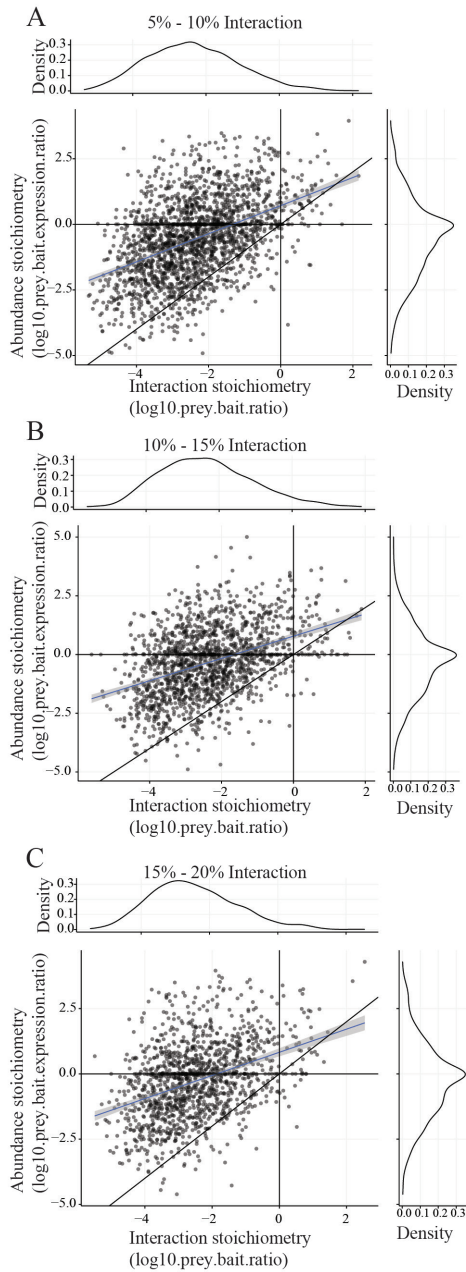 A
5% - 10% Interaction
Density
0.3
0.2
0.1
0.0
Abundance stoichiometry
(log10.prey.bait.expression.ratio)
2.5
0.0
−2.5
−5.0
−4
−2
0
2
Interaction stoichiometry
(log10.prey.bait.ratio)
0.0 0.1 0.2 0.3
Density
B
10% - 15% Interaction
Density
0.3
0.2
0.1
0.0
Abundance stoichiometry
(log10.prey.bait.expression.ratio)
5.0
2.5
0.0
−2.5
−5.0
−4
−2
0
2
Interaction stoichiometry
(log10.prey.bait.ratio)
0.0 0.1 0.2 0.3
Density
C
15% - 20% Interaction
Density
0.3
0.2
0.1
0.0
Abundance stoichiometry
(log10.prey.bait.expression.ratio)
2.5
0.0
−2.5
−5.0
−4
−2
0
2
Interaction stoichiometry
(log10.prey.bait.ratio)
0.0 0.1 0.2 0.3
Density